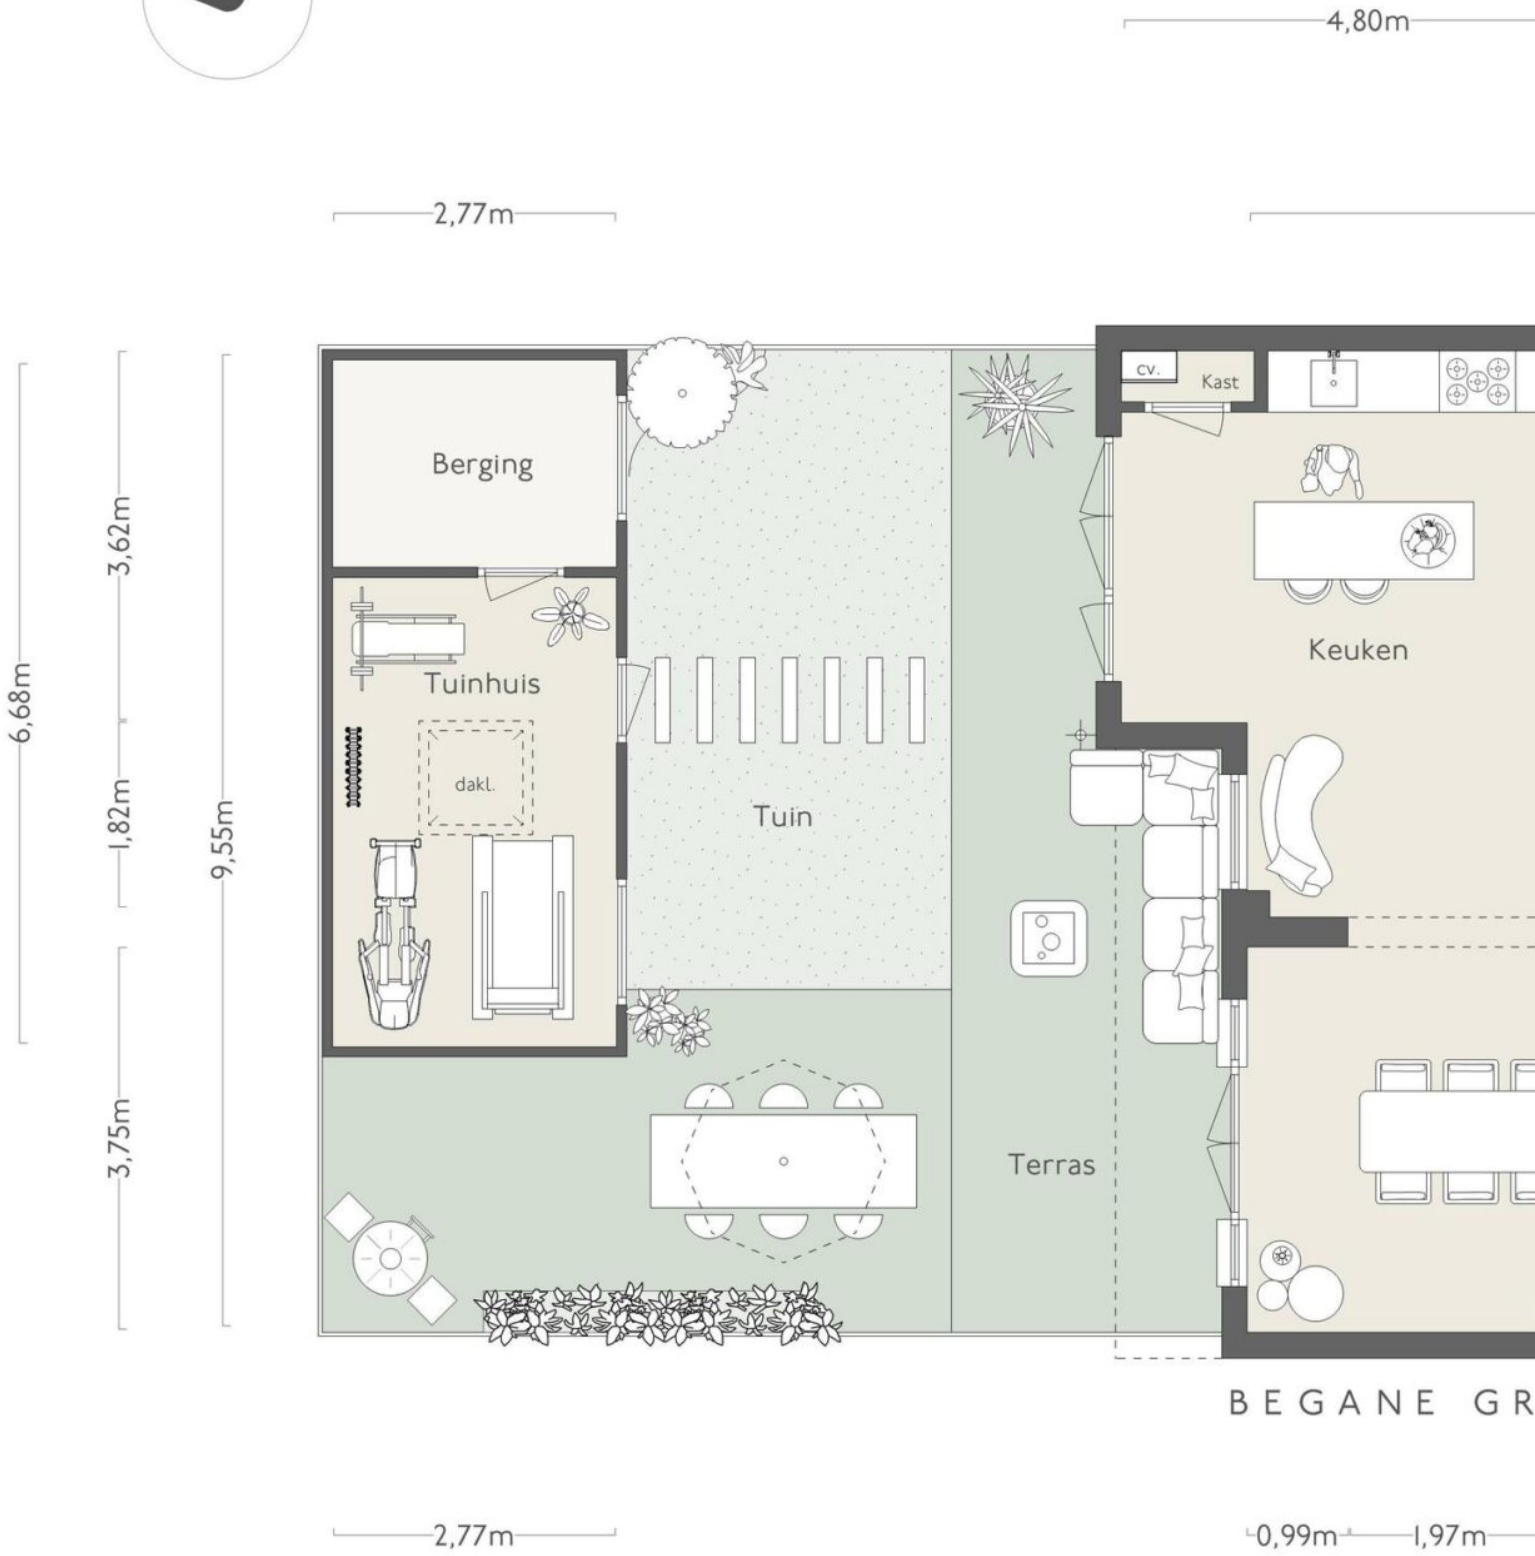 4,80m
2,77m
cv.
Kast
Berging
3,62m
Keuken
6,68m
Tuinhuis
dakl.
1,82m
Tuin
9,55m
3,75m
Terras
BEGANE GR
2,77m
0,99m
1,97m